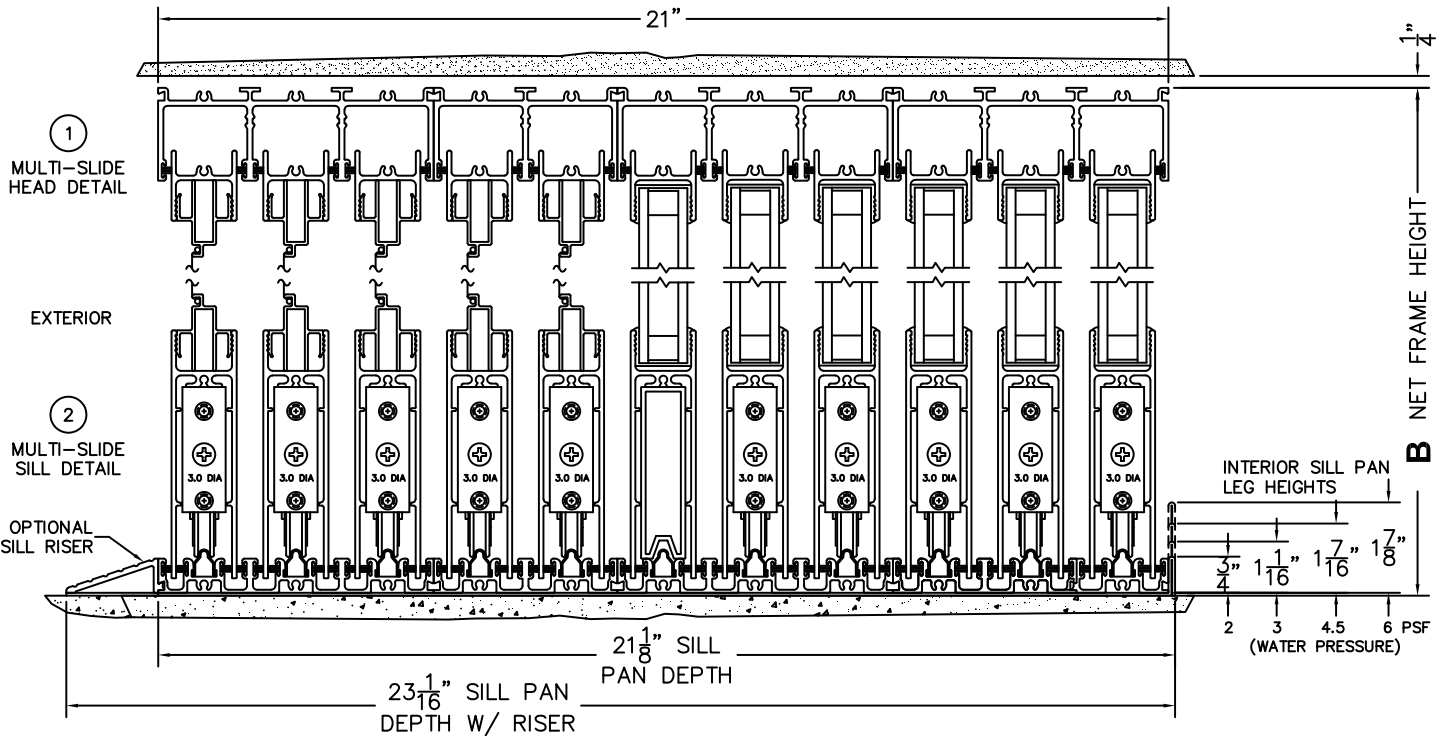 21"
1/4"
1
MULTI-SLIDE
HEAD DETAIL
EXTERIOR
2
MULTI-SLIDE
SILL DETAIL
B NET FRAME HEIGHT
3.0 DIA 3.0 DIA 3.0 DIA 3.0 DIA 3.0 DIA 3.0 DIA 3.0 DIA 3.0 DIA 3.0 DIA 3.0 DIA
INTERIOR SILL PAN
LEG HEIGHTS
OPTIONAL
SILL RISER
3/4" 1 1/16" 1 7/16" 1 7/8"
2 3 4.5 6 PSF
(WATER PRESSURE)
21 1/8" SILL
PAN DEPTH
23 1/16" SILL PAN
DEPTH W/ RISER